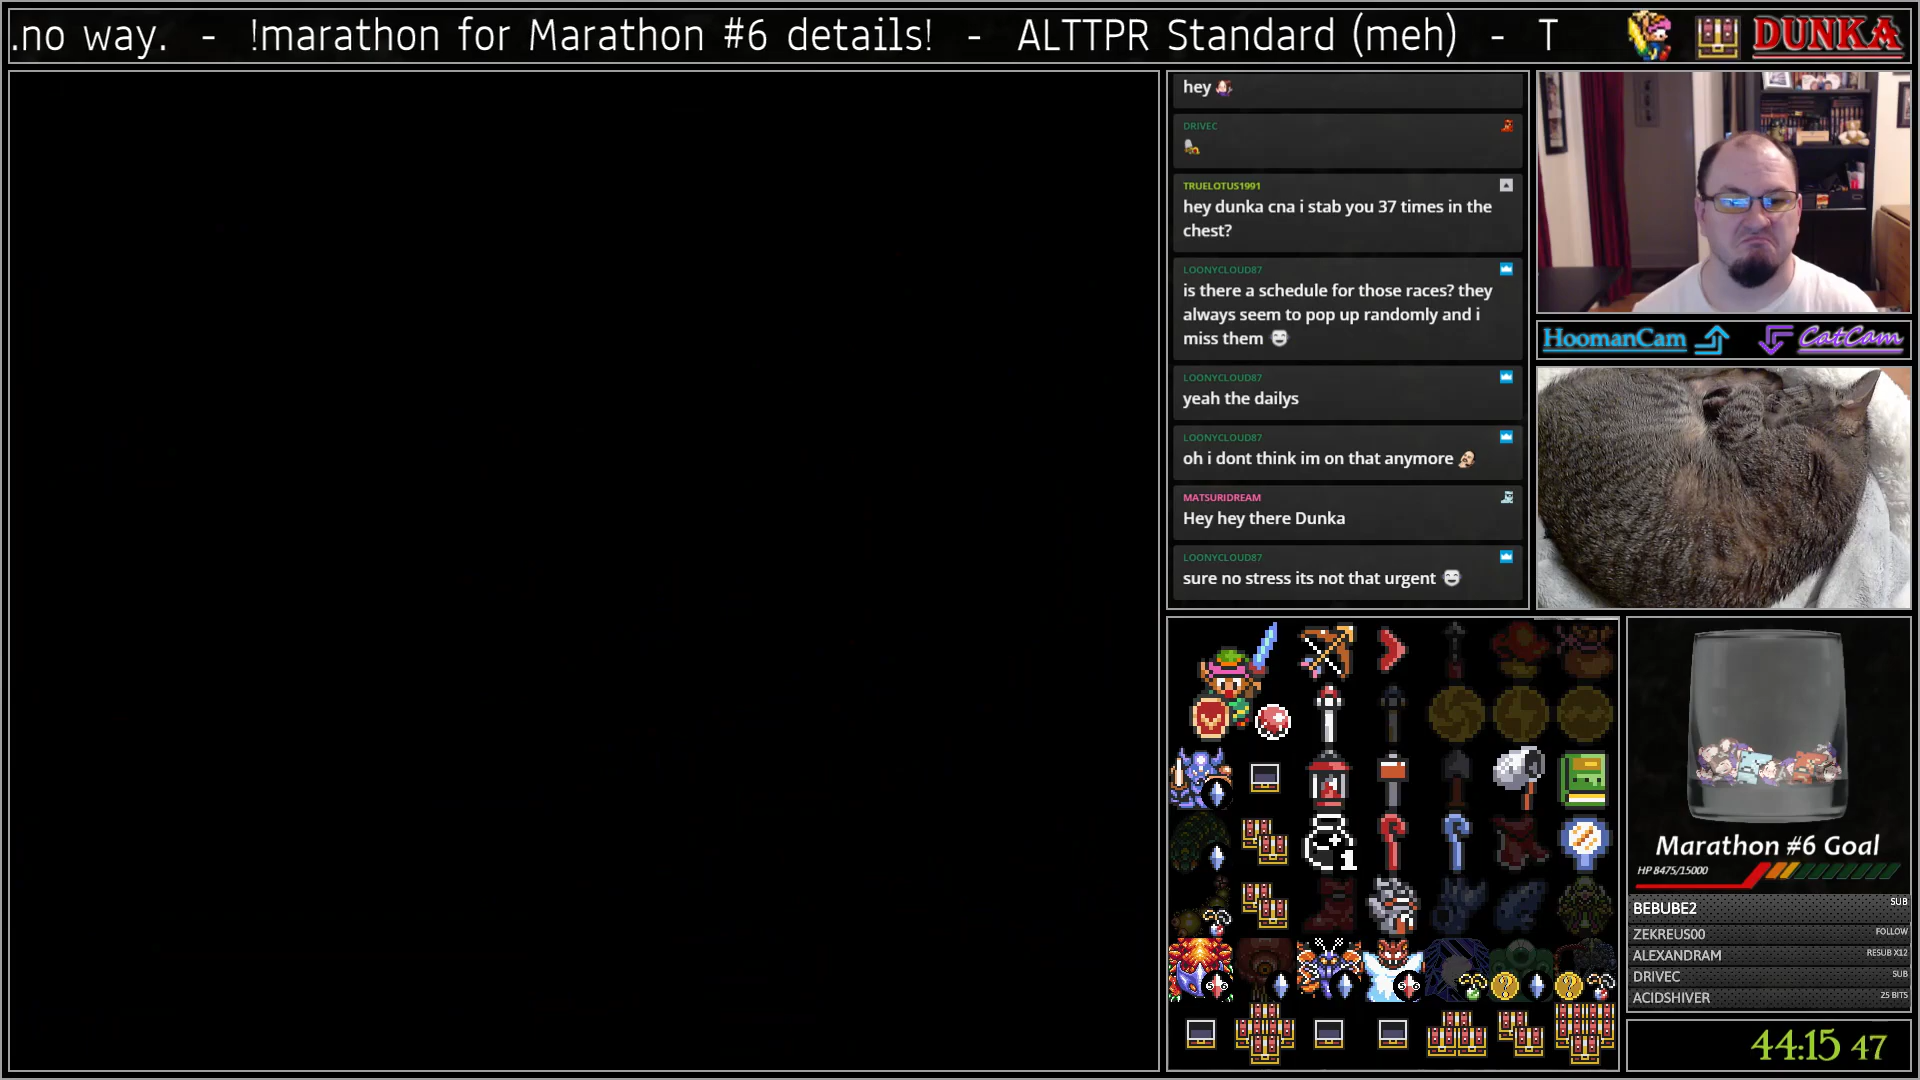 .no way. - !marathon for Marathon #6 details! - ALTTPR Standard (meh) - T
DUNKA
hey
DRIVEC
TRUELOTUS1991
hey dunka cna i stab you 37 times in the
chest?
LOONYCLOUD87
is there a schedule for those races? they
always seem to pop up randomly and i
miss them
LOONYCLOUD87
yeah the dailys
LOONYCLOUD87
oh i dont think im on that anymore
MATSURIDREAM
Hey hey there Dunka
LOONYCLOUD87
sure no stress its not that urgent
HoomanCam
CatCam
1
Marathon #6 Goal
HP 8475/15000
BEBUBE2 SUB
ZEKREUS00 FOLLOW
ALEXANDRAM RESUB X12
DRIVEC SUB
ACIDSHIVER 25 BITS
44:15 47